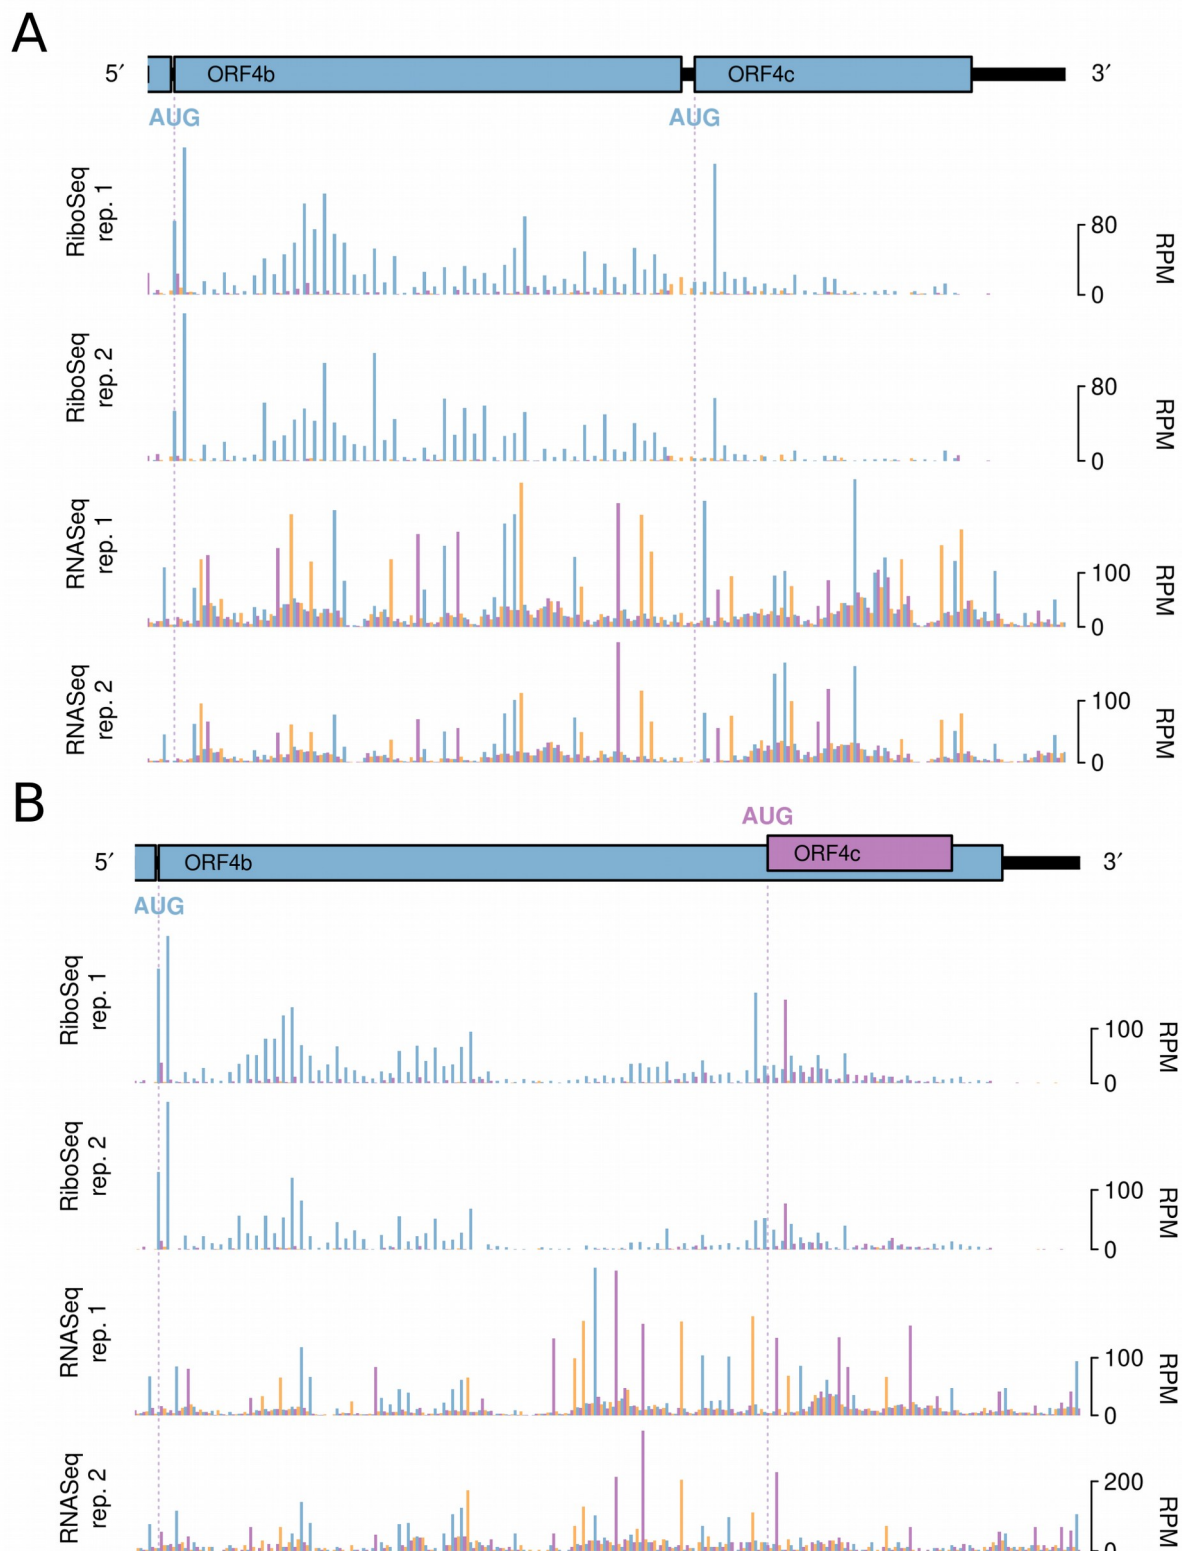 A
5′ ORF4b ORF4c 3′
AUG AUG
RiboSeq
rep. 1
80
0
RPM
RiboSeq
rep. 2
80
0
RPM
RNASeq
rep. 1
100
0
RPM
RNASeq
rep. 2
100
0
RPM
B
AUG
5′ ORF4b ORF4c 3′
AUG
RiboSeq
rep. 1
100
0
RPM
RiboSeq
rep. 2
100
0
RPM
RNASeq
rep. 1
100
0
RPM
RNASeq
rep. 2
200
0
RPM